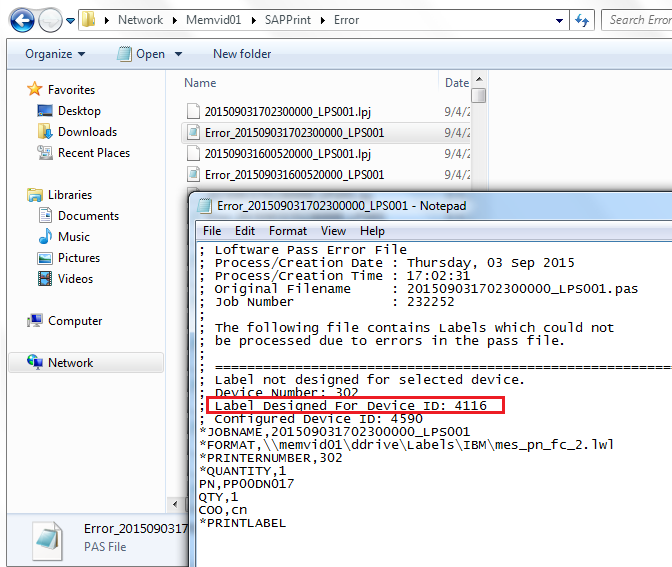 Network ▸ Memvid01 ▸ SAPPrint ▸ Error
Search Error
Organize Open New folder
Favorites
Desktop
Downloads
Recent Places
Libraries
Documents
Music
Pictures
Videos
Computer
Network
Name Date
201509031702300000_LPS001.lpj 9/4/2
Error_201509031702300000_LPS001 9/4/2
201509031600520000_LPS001.lpj 9/4/2
Error_201509031600520000_LPS001 9/4/2
Error_201509031702300000_LPS001 - Notepad
File Edit Format View Help
; Loftware Pass Error File
; Process/Creation Date : Thursday, 03 Sep 2015
; Process/Creation Time : 17:02:31
; Original Filename : 201509031702300000_LPS001.pas
; Job Number : 232252
;
; The following file contains Labels which could not
; be processed due to errors in the pass file.
;
; ========================================================
; Label not designed for selected device.
; Device Number: 302
; Label Designed For Device ID: 4116
; Configured Device ID: 4590
*JOBNAME,201509031702300000_LPS001
*FORMAT,\\memvid01\ddrive\Labels\IBM\mes_pn_fc_2.lwl
*PRINTERNUMBER,302
*QUANTITY,1
PN,PP00DN017
QTY,1
COO,cn
*PRINTLABEL
Error_2015090317
PAS File